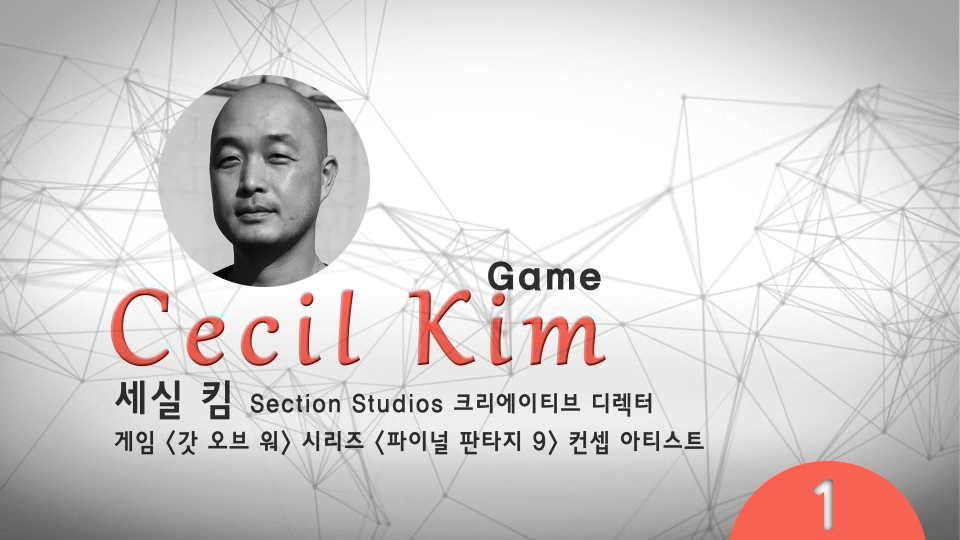 Game
Cecil Kim
세실 킴 Section Studios 크리에이티브 디렉터
게임 〈갓 오브 워〉 시리즈 〈파이널 판타지 9〉 컨셉 아티스트
1